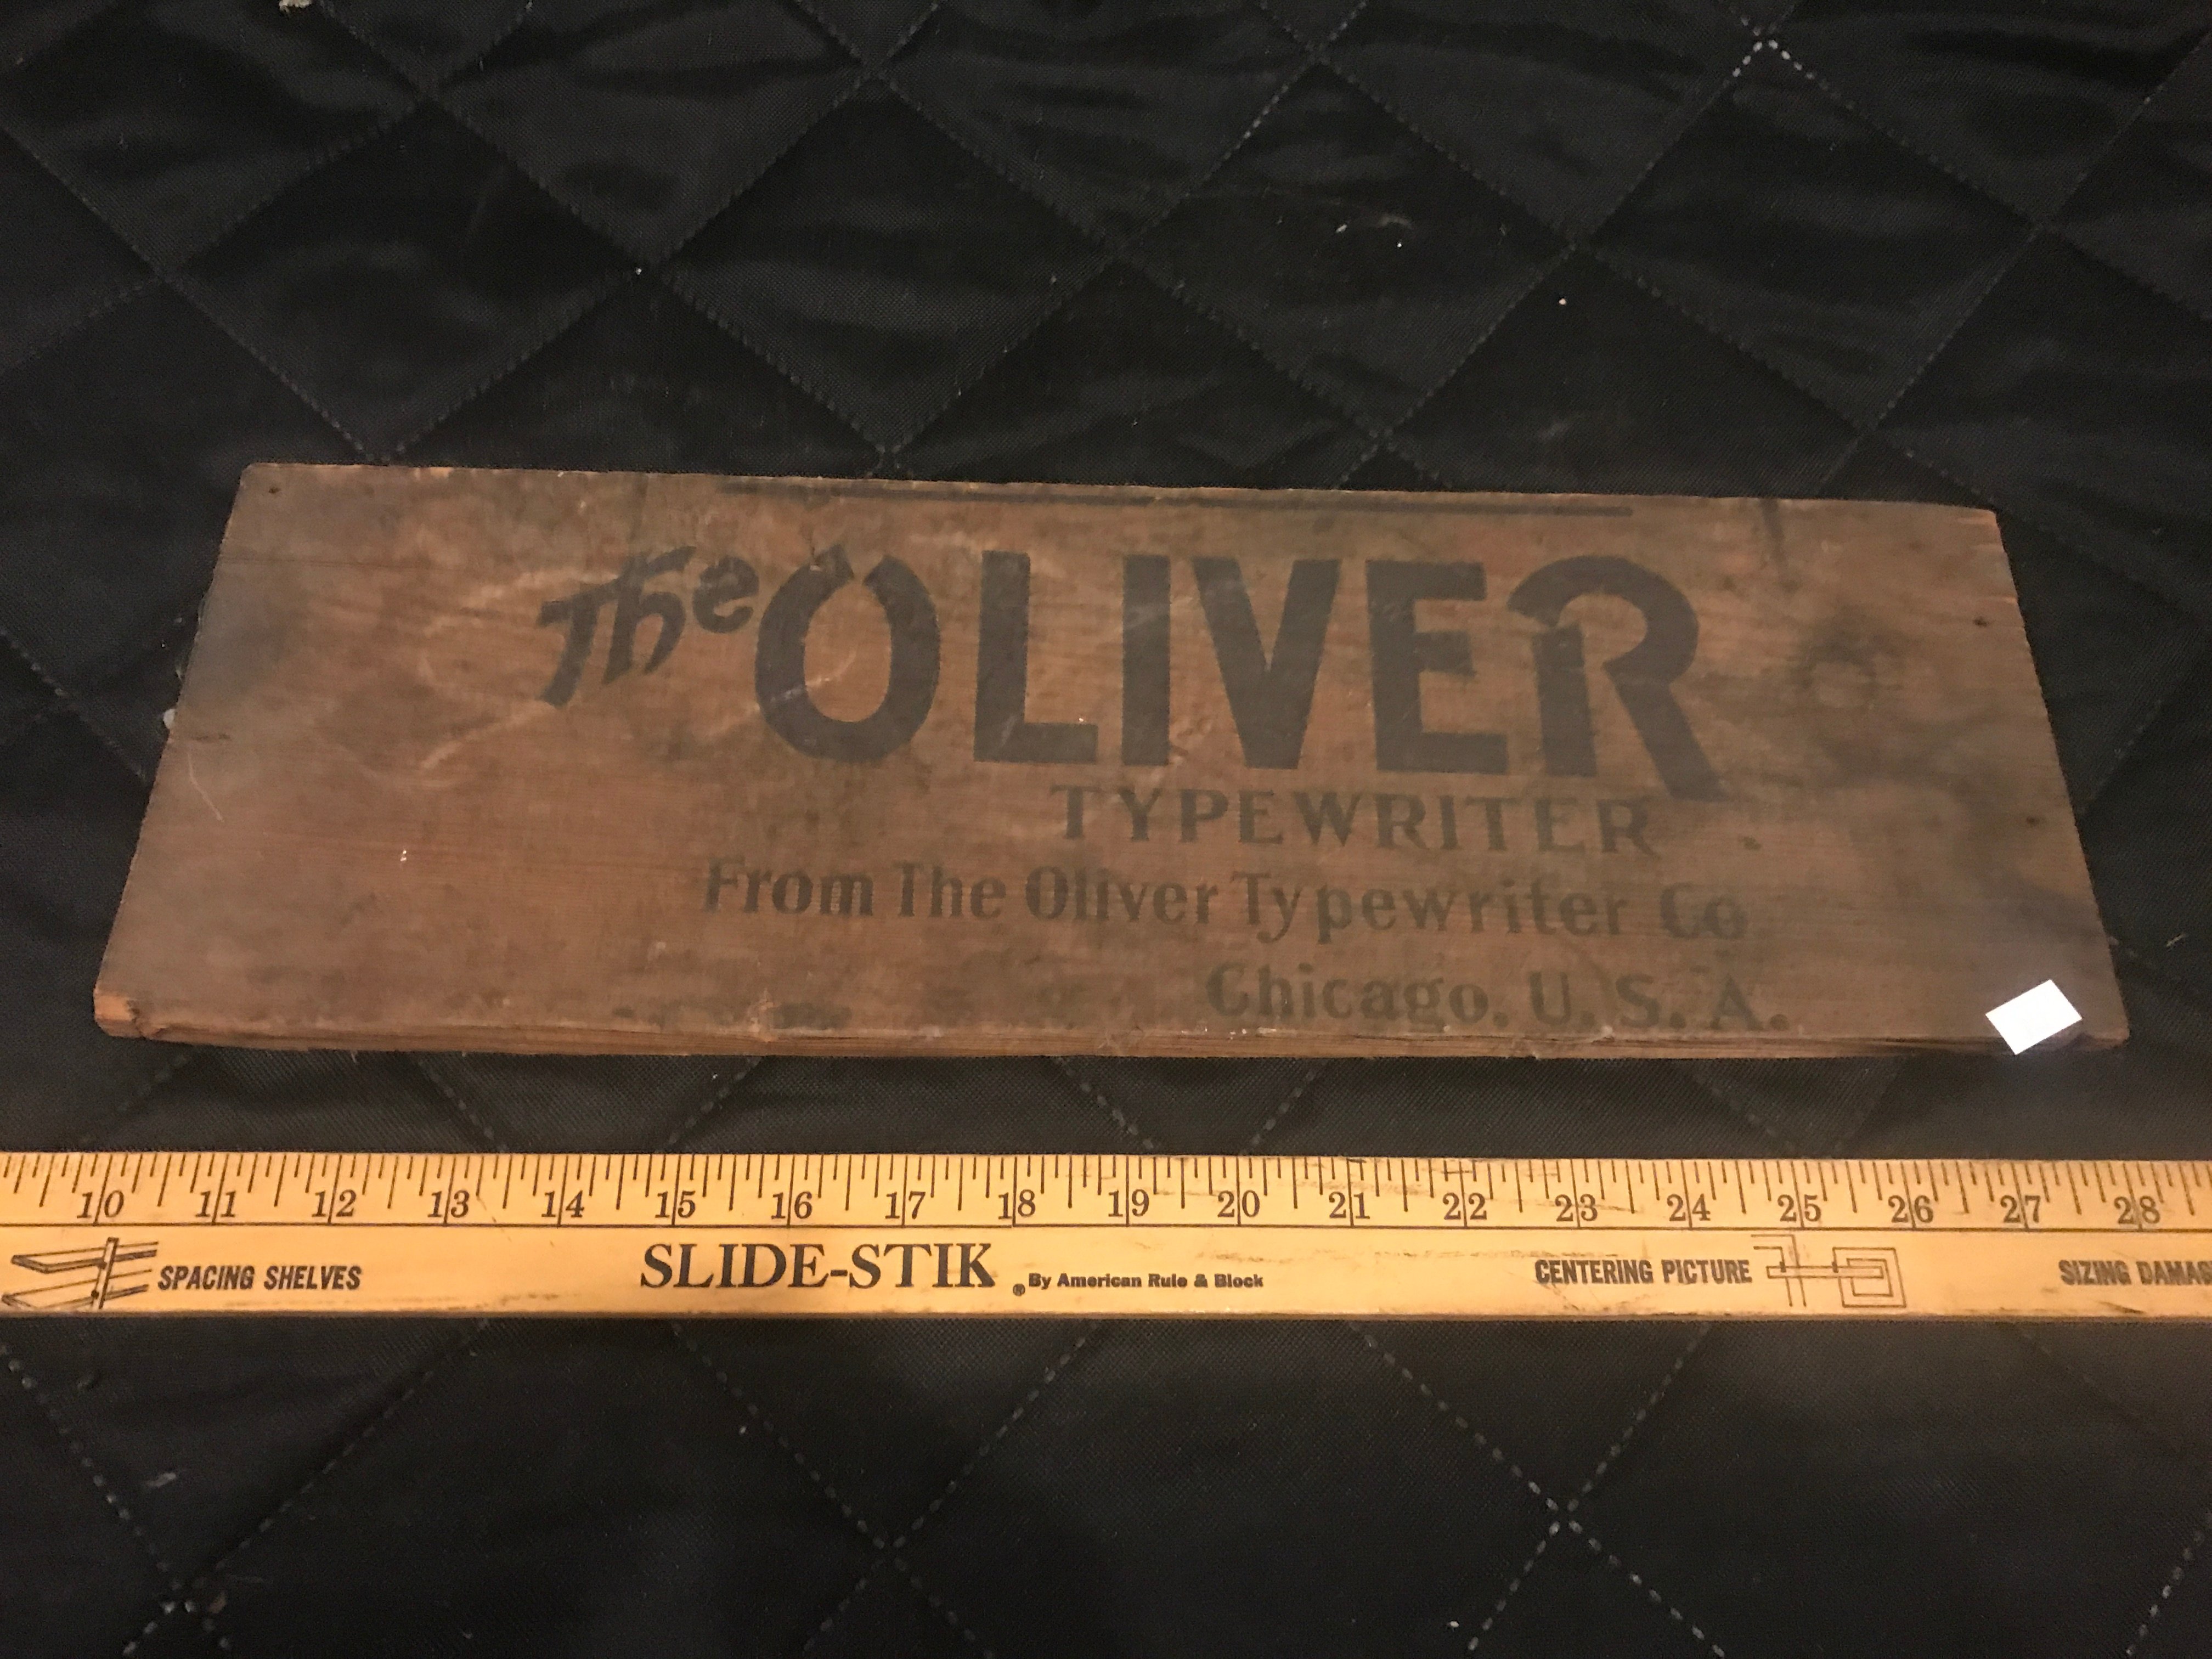 The OLIVER
TYPEWRITER
From The Oliver Typewriter Co
Chicago. U. S. A.
10 11 12 13 14 15 16 17 18 19 20 21 22 23 24 25 26 27 28
SPACING SHELVES SLIDE-STIK ® By American Rule & Block CENTERING PICTURE SIZING DAMAG